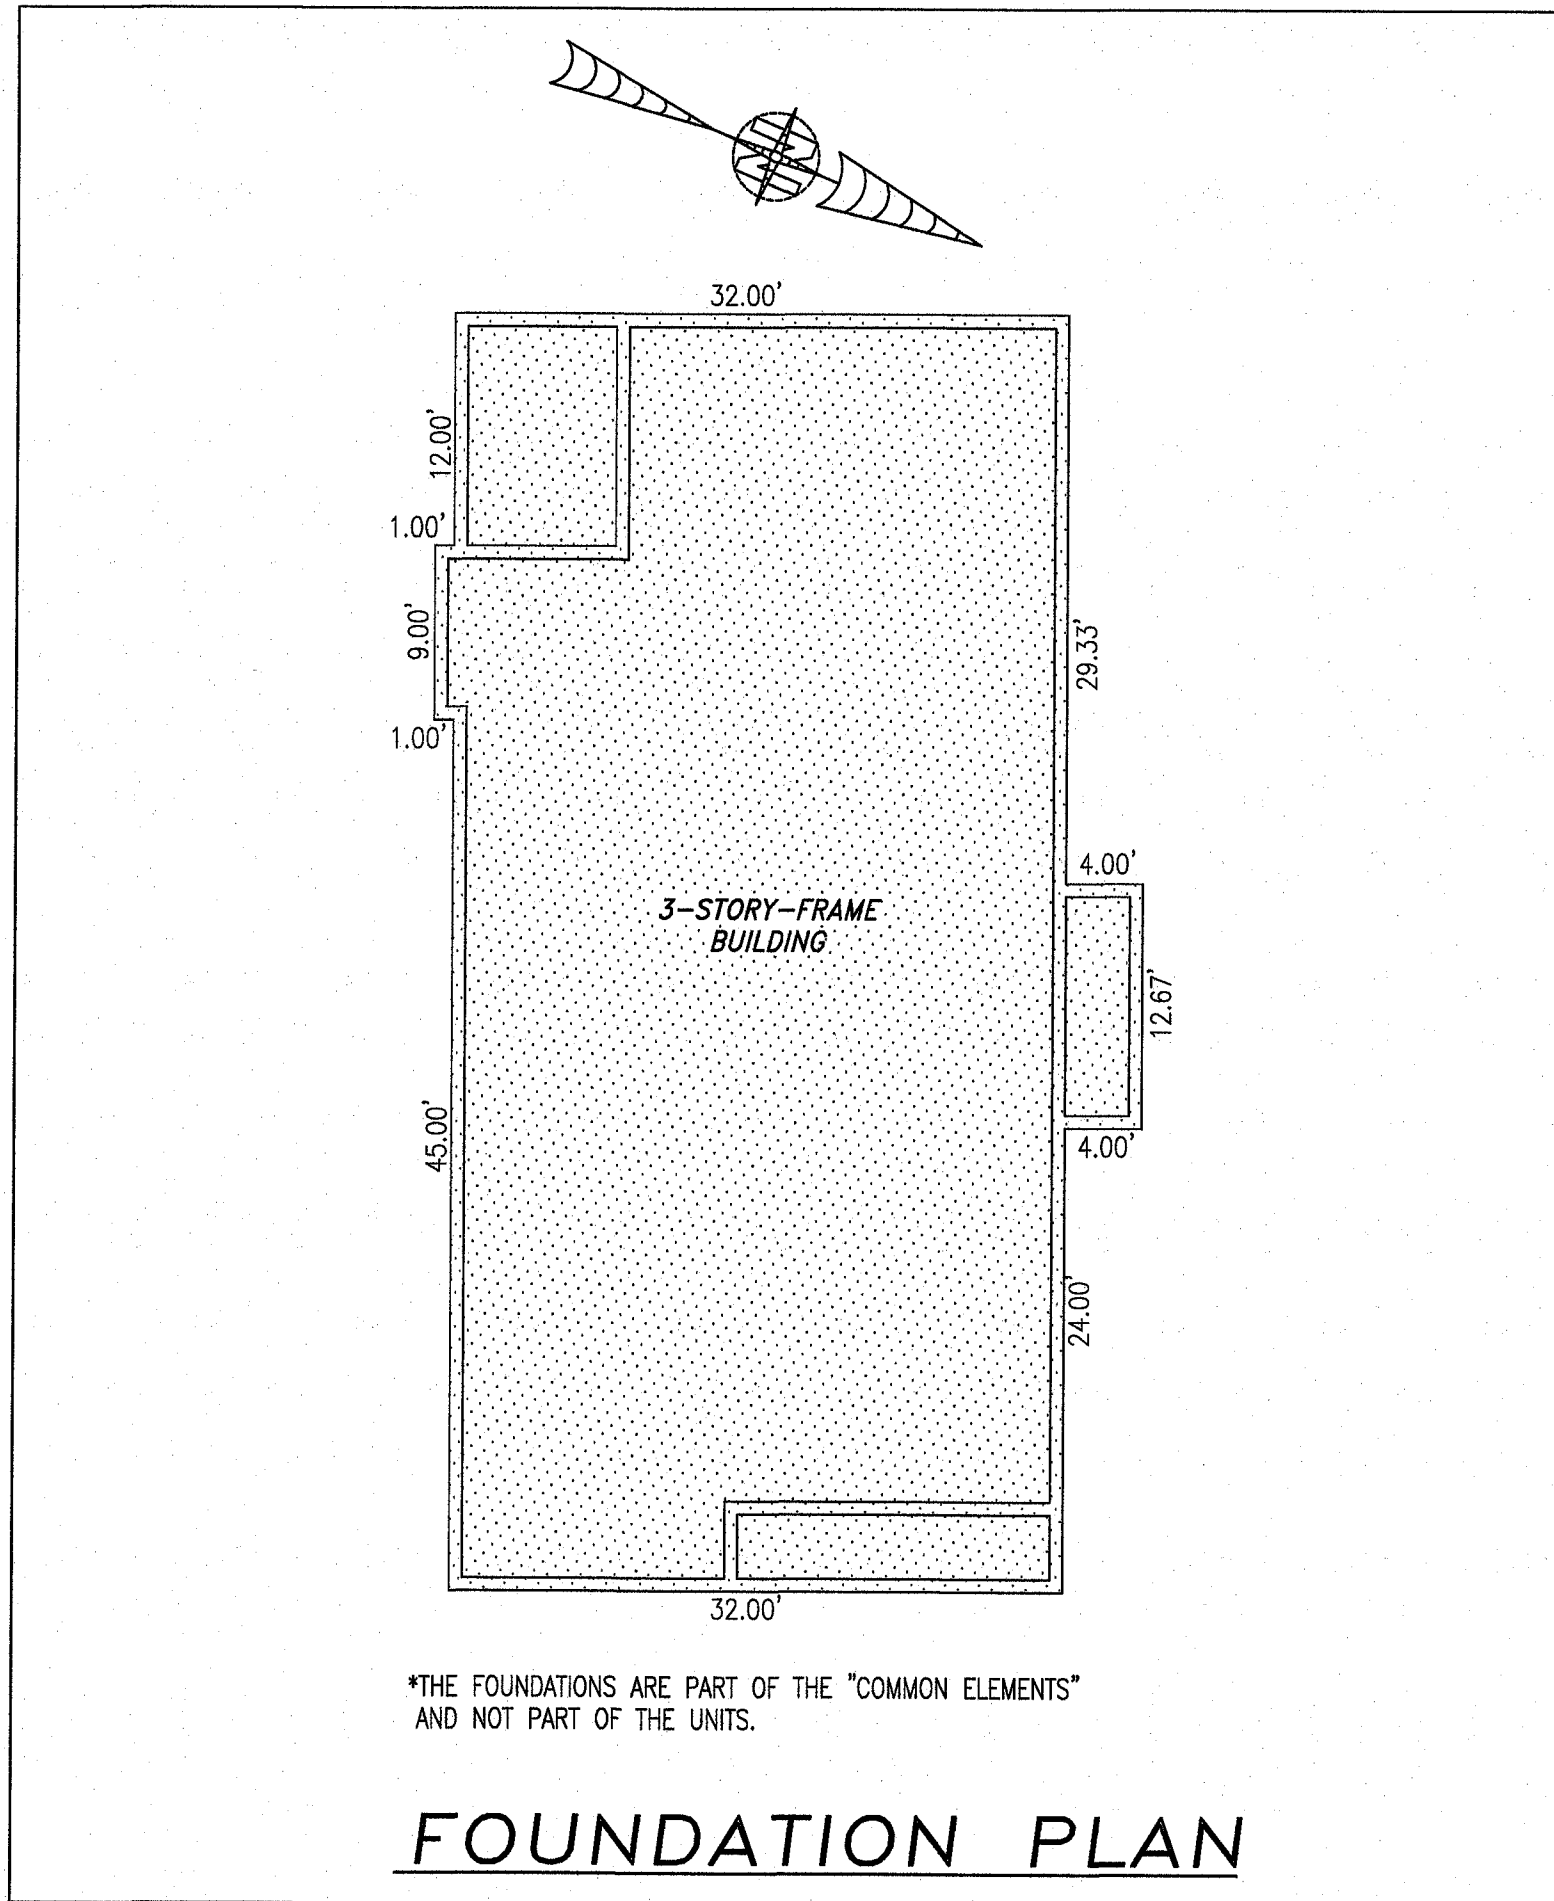 32.00'
12.00'
1.00'
9.00'
29.33'
1.00'
4.00'
3-STORY-FRAME
BUILDING
12.67'
45.00'
4.00'
24.00'
32.00'
*THE FOUNDATIONS ARE PART OF THE "COMMON ELEMENTS"
AND NOT PART OF THE UNITS.
FOUNDATION PLAN